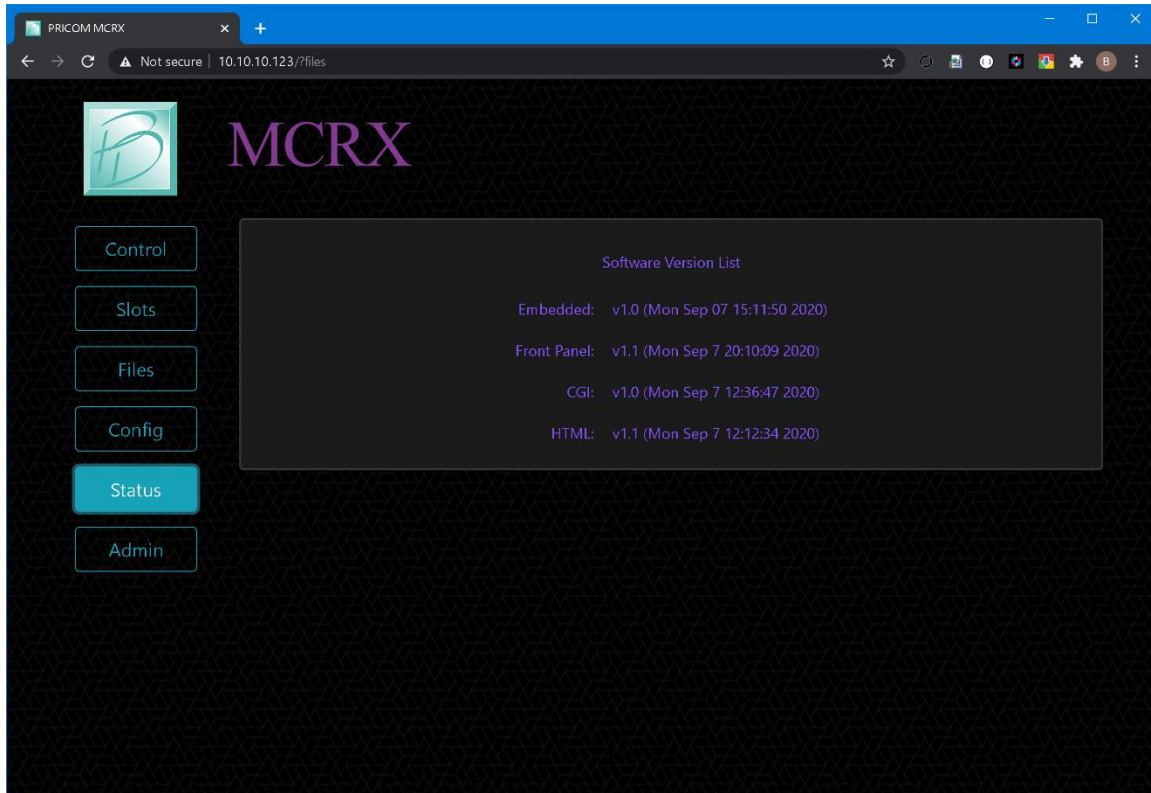 PRICOM MCRX
Not secure | 10.10.10.123/?files
B
MCRX
Control
Slots
Files
Config
Status
Admin
Software Version List
Embedded: v1.0 (Mon Sep 07 15:11:50 2020)
Front Panel: v1.1 (Mon Sep 7 20:10:09 2020)
CGI: v1.0 (Mon Sep 7 12:36:47 2020)
HTML: v1.1 (Mon Sep 7 12:12:34 2020)